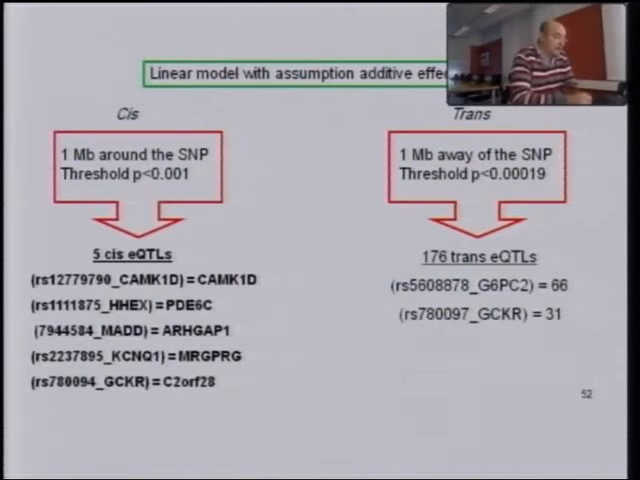 Linear model with assumption additive
Cis
Trans
1 Mb around the SNP
Threshold p<0.001
1 Mb away of the SNP
Threshold p<0.00019
5 cis eQTLs
176 trans eQTLs
(rs12779790_CAMK1D)=CAMK1D
(rs1111875_HHEX)=PDE6C
(7944584_MADD)= ARHGAP1
(rs2237895_KCNQ1)=MRGPRG
(rs780094_GCKR)=C2orf28
(rs5608878_G6PC2) = 66
(rs780097_GCKR) = 31
52